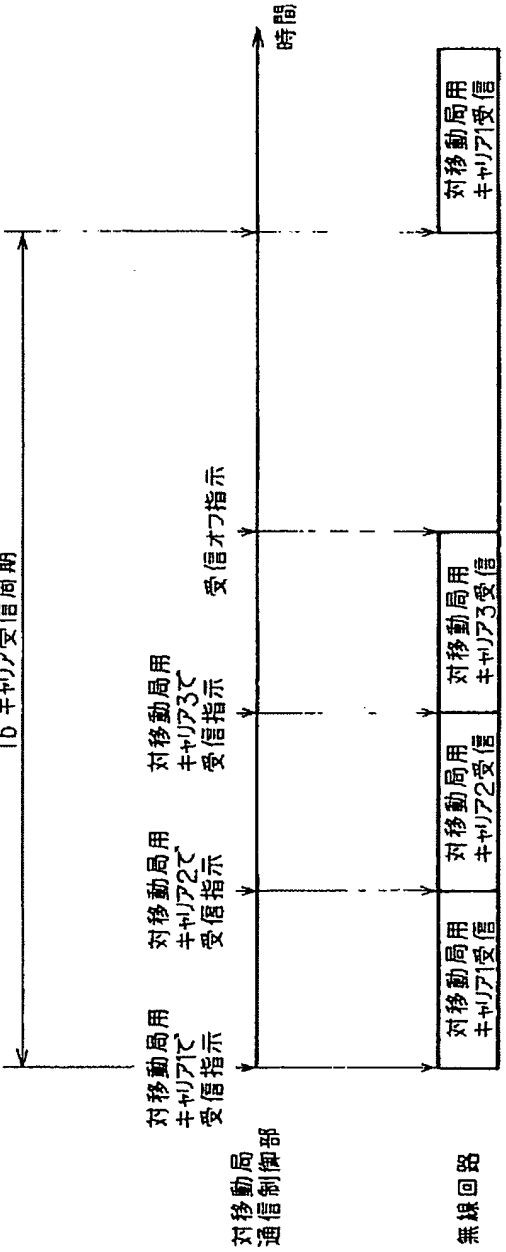 IDキャリア受信周期
対移動局用
キャリア1で
受信指示
対移動局用
キャリア2で
受信指示
対移動局用
キャリア3で
受信指示
受信オフ指示
対移動局
通信制御部
時間
無線回路
対移動局用
キャリア1受信
対移動局用
キャリア2受信
対移動局用
キャリア3受信
対移動局用
キャリア1受信